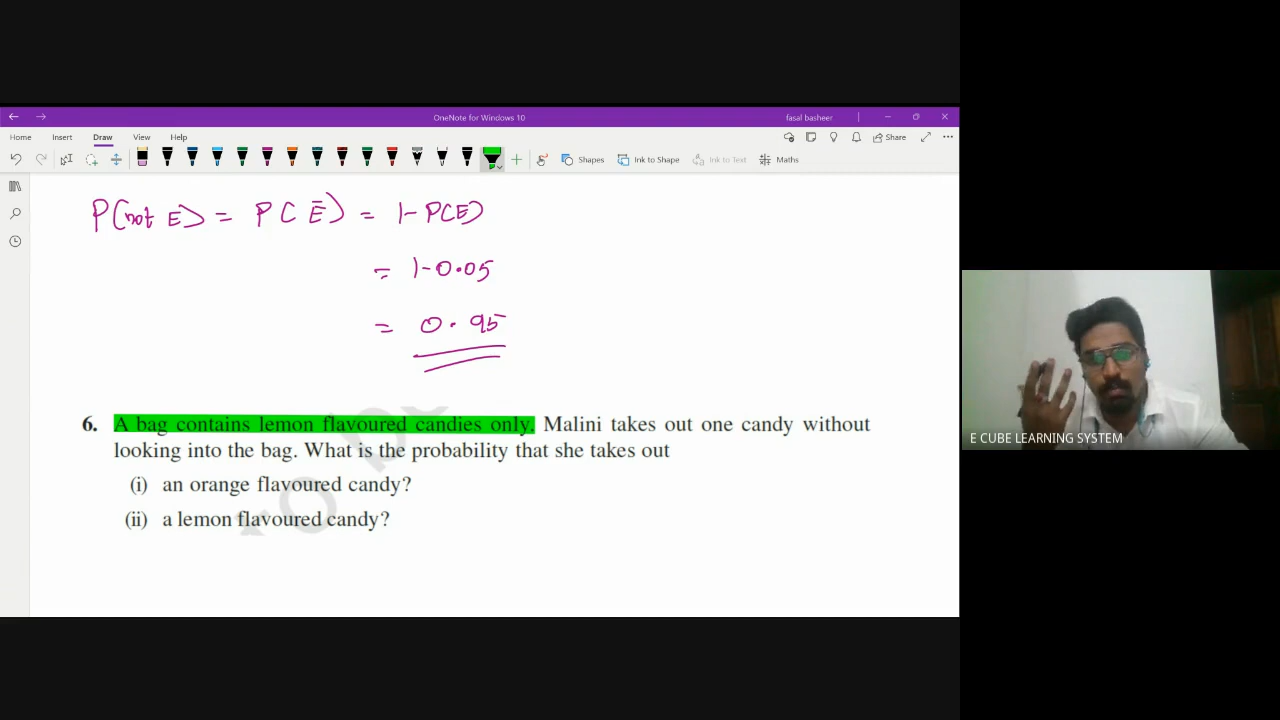 OneNote for Windows 10
fasal basheer
Home Insert Draw View Help
Share
Shapes Ink to Shape Ink to Text Maths
P(not E) = P(Ē) = 1-P(E)
= 1-0.05
= 0.95
6. A bag contains lemon flavoured candies only. Malini takes out one candy without
looking into the bag. What is the probability that she takes out
(i) an orange flavoured candy?
(ii) a lemon flavoured candy?
E CUBE LEARNING SYSTEM